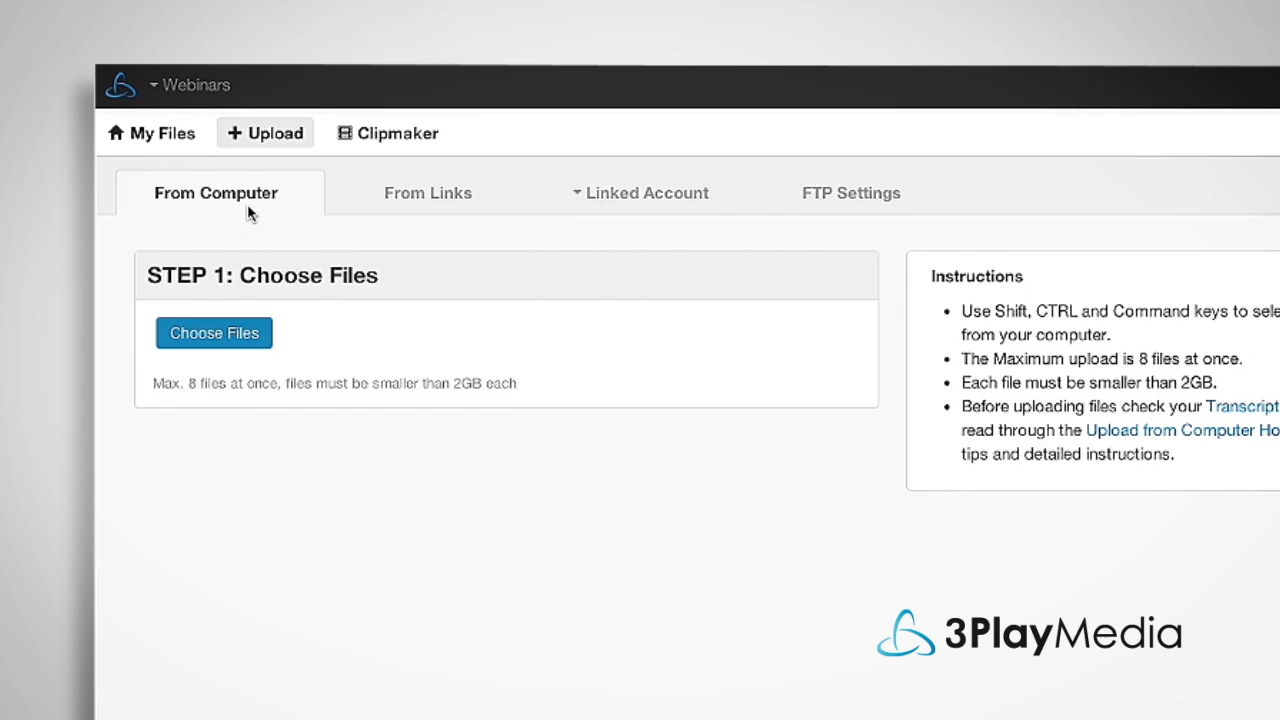 Webinars
My Files
Upload
Clipmaker
From Computer
From Links
Linked Account
FTP Settings
STEP 1: Choose Files
Choose Files
Max. 8 files at once, files must be smaller than 2GB each
Instructions
Use Shift, CTRL and Command keys to
from your computer.
The Maximum upload is 8 files at once.
Each file must be smaller than 2GB.
Before uploading files check your Transcript
read through the Upload from Computer
tips and detailed instructions.
3PlayMedia